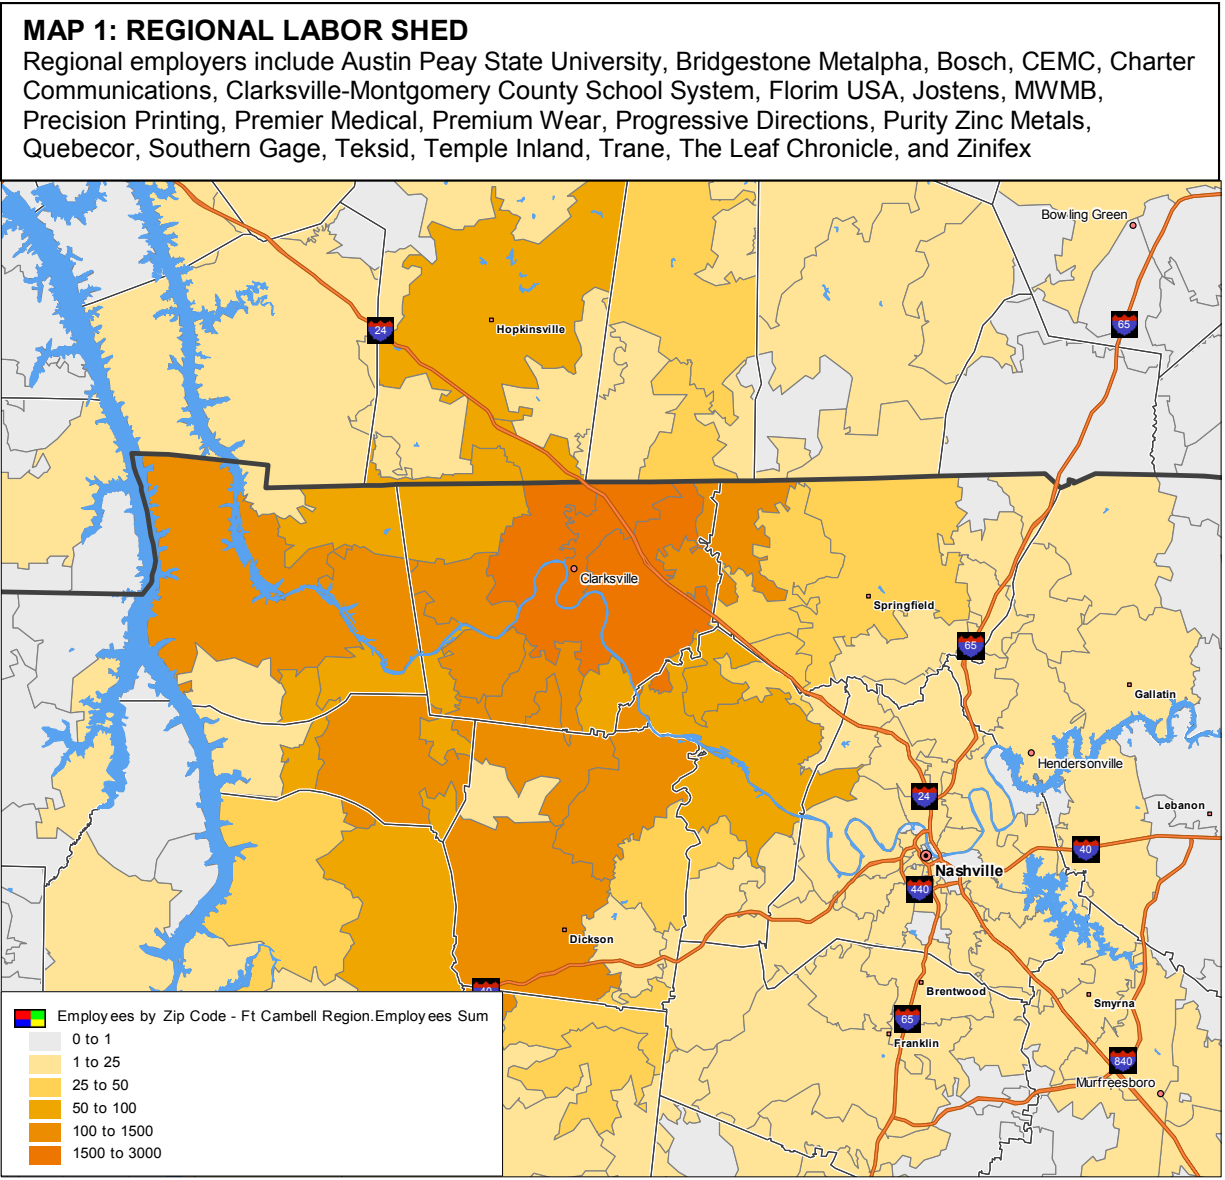 MAP 1: REGIONAL LABOR SHED
Regional employers include Austin Peay State University, Bridgestone Metalpha, Bosch, CEMC, Charter
Communications, Clarksville-Montgomery County School System, Florim USA, Jostens, MWMB,
Precision Printing, Premier Medical, Premium Wear, Progressive Directions, Purity Zinc Metals,
Quebecor, Southern Gage, Teksid, Temple Inland, Trane, The Leaf Chronicle, and Zinifex
Bowling Green
24
65
Hopkinsville
Clarksville
Springfield
65
Gallatin
Hendersonville
24
Lebanon
40
Nashville
440
Dickson
40
Brentwood
Smyrna
65
Franklin
840
Murfreesboro
Employees by Zip Code - Ft Cambell Region.Employees Sum
0 to 1
1 to 25
25 to 50
50 to 100
100 to 1500
1500 to 3000